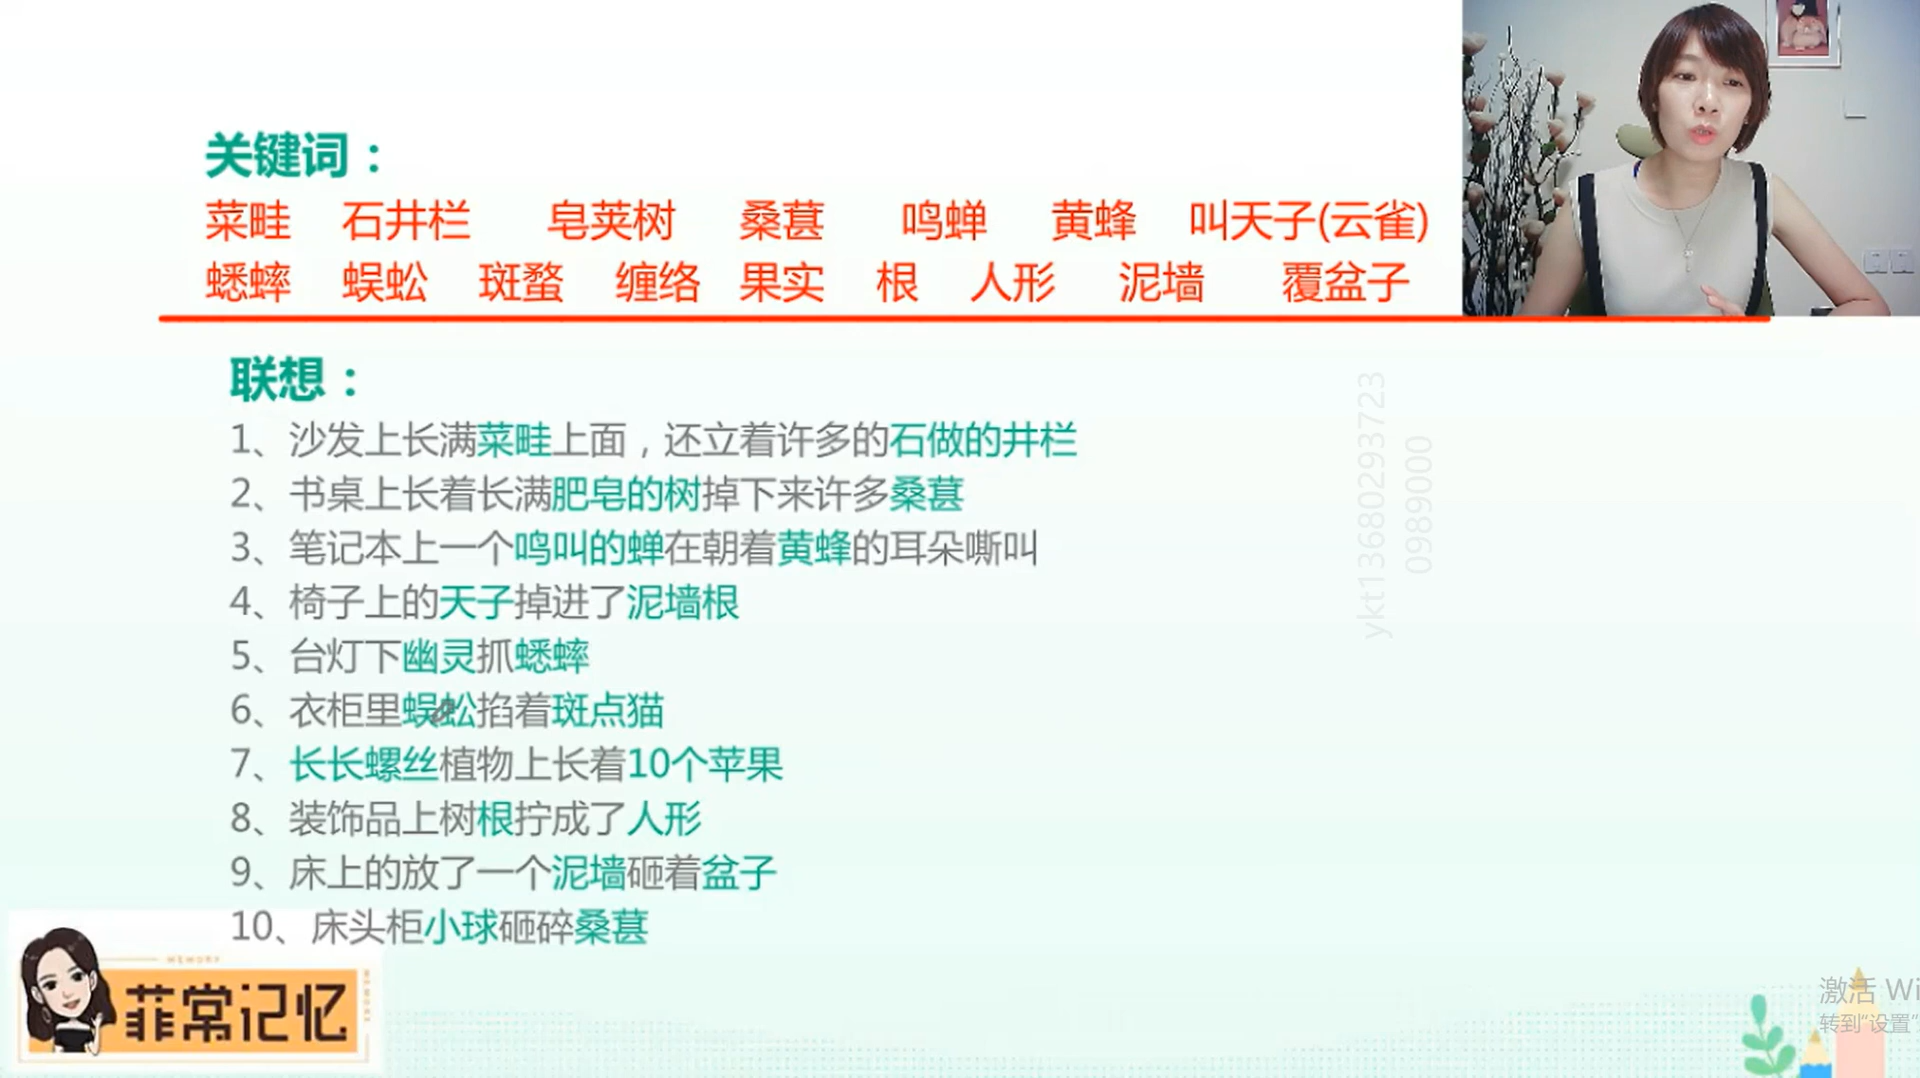 关键词：
菜畦 石井栏 皂荚树 桑葚 鸣蝉 黄蜂 叫天子(云雀)
蟋蟀 蜈蚣 斑蝥 缠络 果实 根 人形 泥墙 覆盆子
联想：
1、沙发上长满菜畦上面，还立着许多的石做的井栏
2、书桌上长着长满肥皂的树掉下来许多桑葚
3、笔记本上一个鸣叫的蝉在朝着黄蜂的耳朵嘶叫
4、椅子上的天子掉进了泥墙根
5、台灯下幽灵抓蟋蟀
6、衣柜里蜈蚣掐着斑点猫
7、长长螺丝植物上长着10个苹果
8、装饰品上树根拧成了人形
9、床上的放了一个泥墙砸着盆子
10、床头柜小球砸碎桑葚
ykt13680293723
0989000
MEMORY
菲常记忆
激活 Wi
转到"设置"